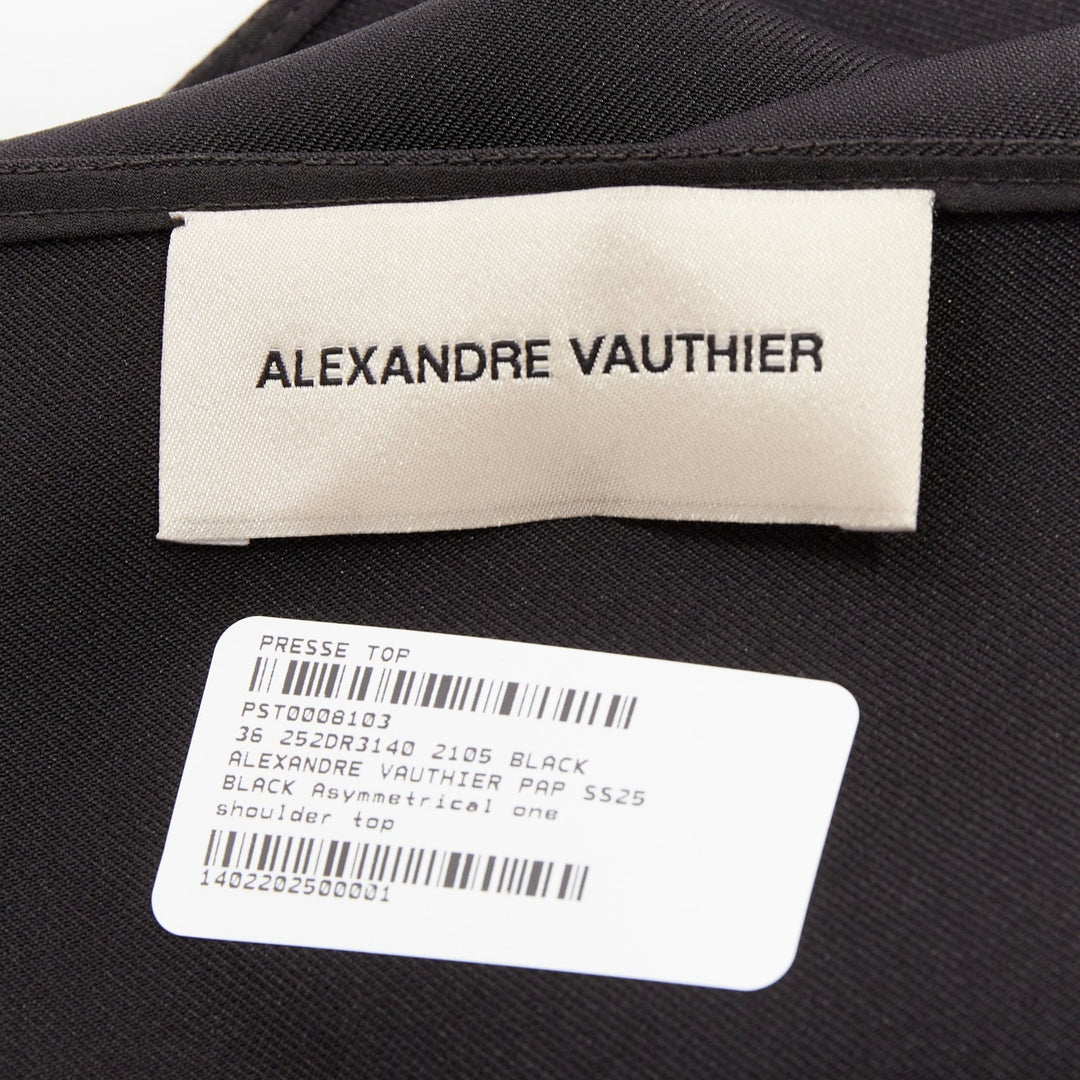 ALEXANDRE VAUTHIER
PRESSE TOP
PST0008103
36 252DR3140 2105 BLACK
ALEXANDRE VAUTHIER PAP SS25
BLACK Asymmetrical one
shoulder top
1402202500001